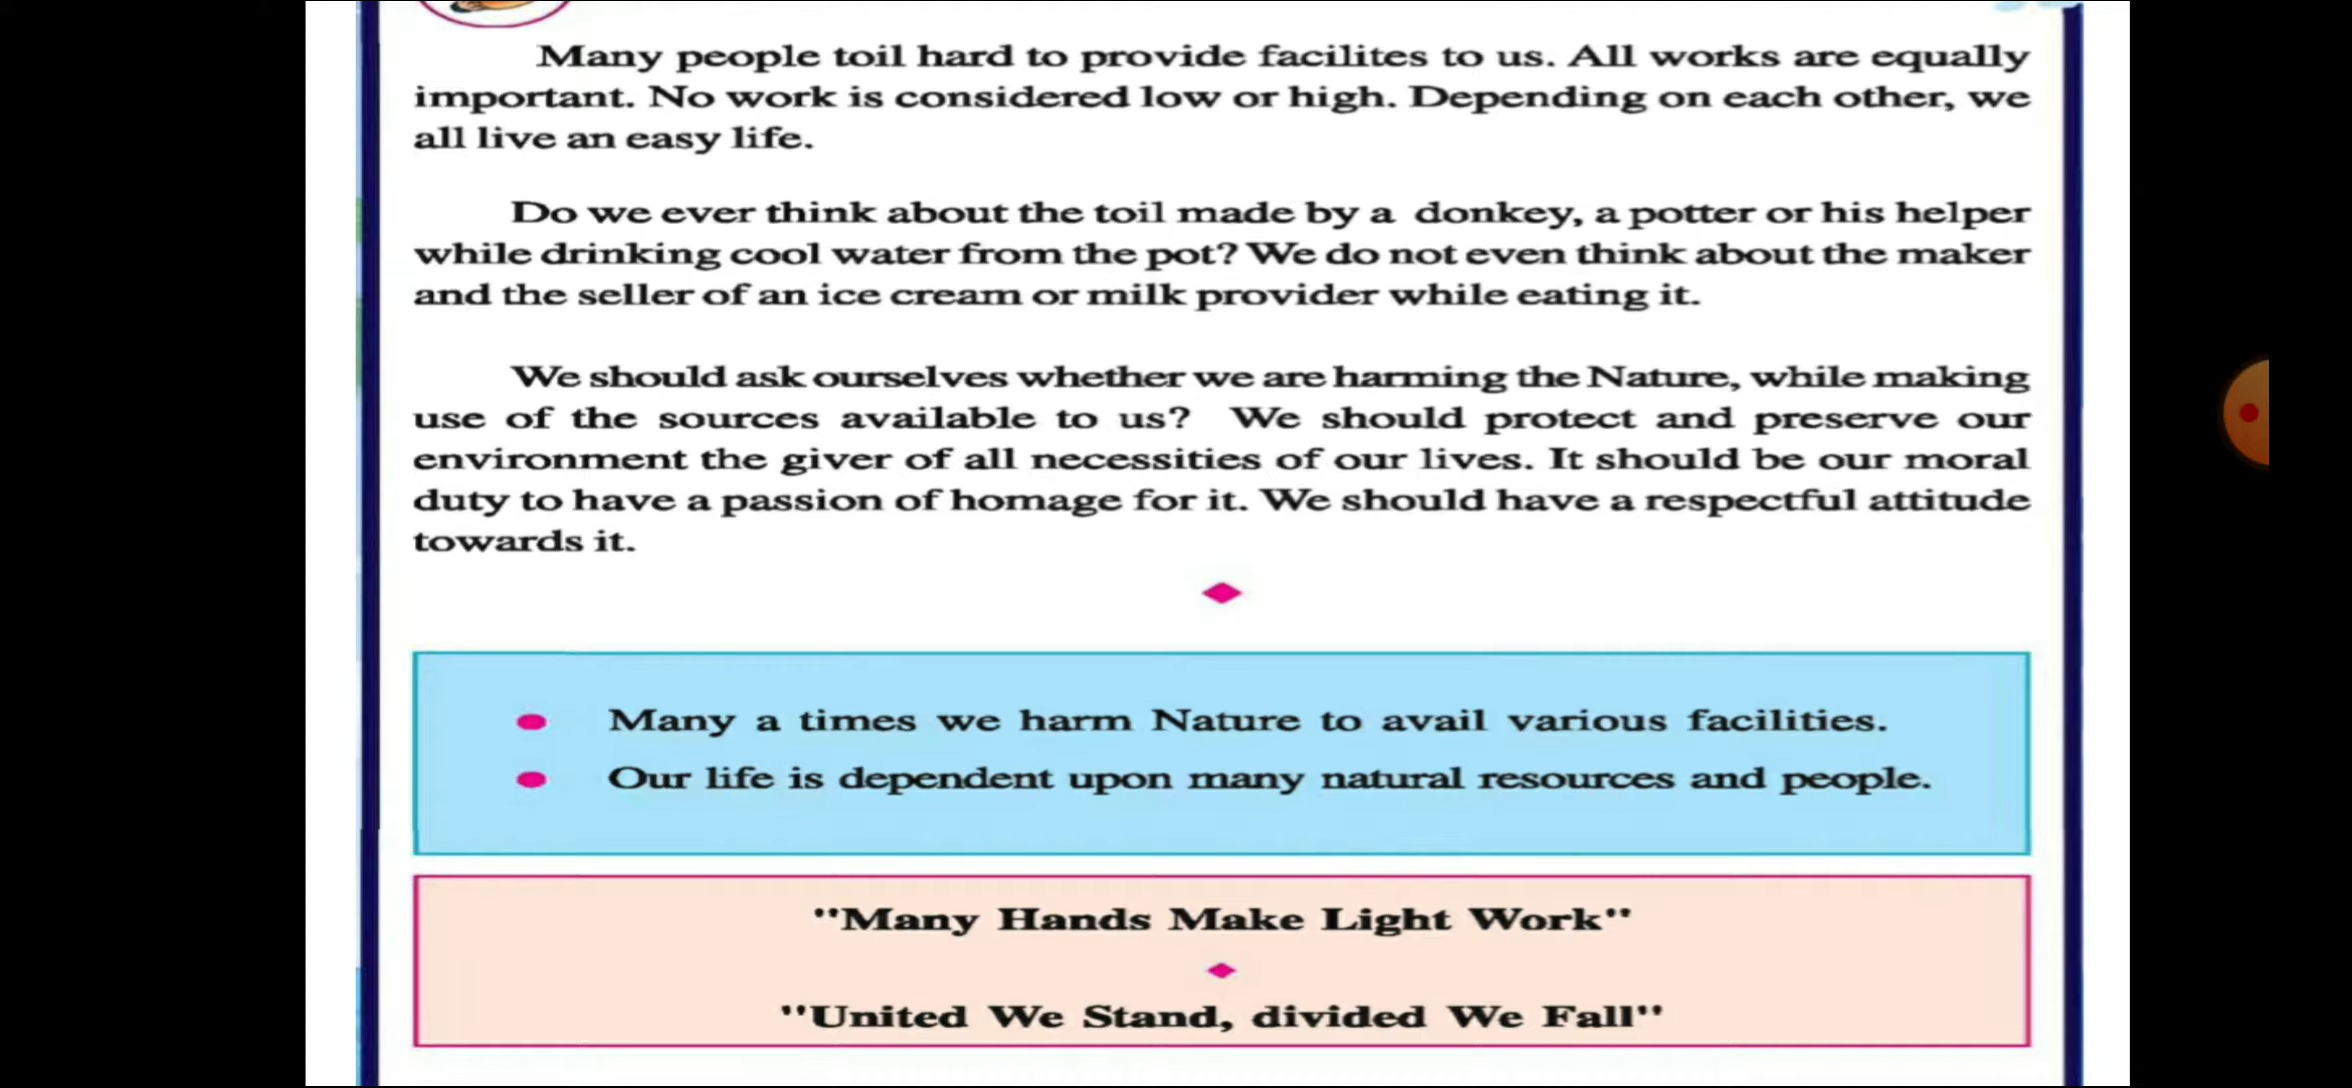 Many people toil hard to provide facilites to us. All works are equally
important. No work is considered low or high. Depending on each other, we
all live an easy life.
Do we ever think about the toil made by a donkey, a potter or his helper
while drinking cool water from the pot? We do not even think about the maker
and the seller of an ice cream or milk provider while eating it.
We should ask ourselves whether we are harming the Nature, while making
use of the sources available to us? We should protect and preserve our
environment the giver of all necessities of our lives. It should be our moral
duty to have a passion of homage for it. We should have a respectful attitude
towards it.
Many a times we harm Nature to avail various facilities.
Our life is dependent upon many natural resources and people.
"Many Hands Make Light Work"
"United We Stand, divided We Fall"